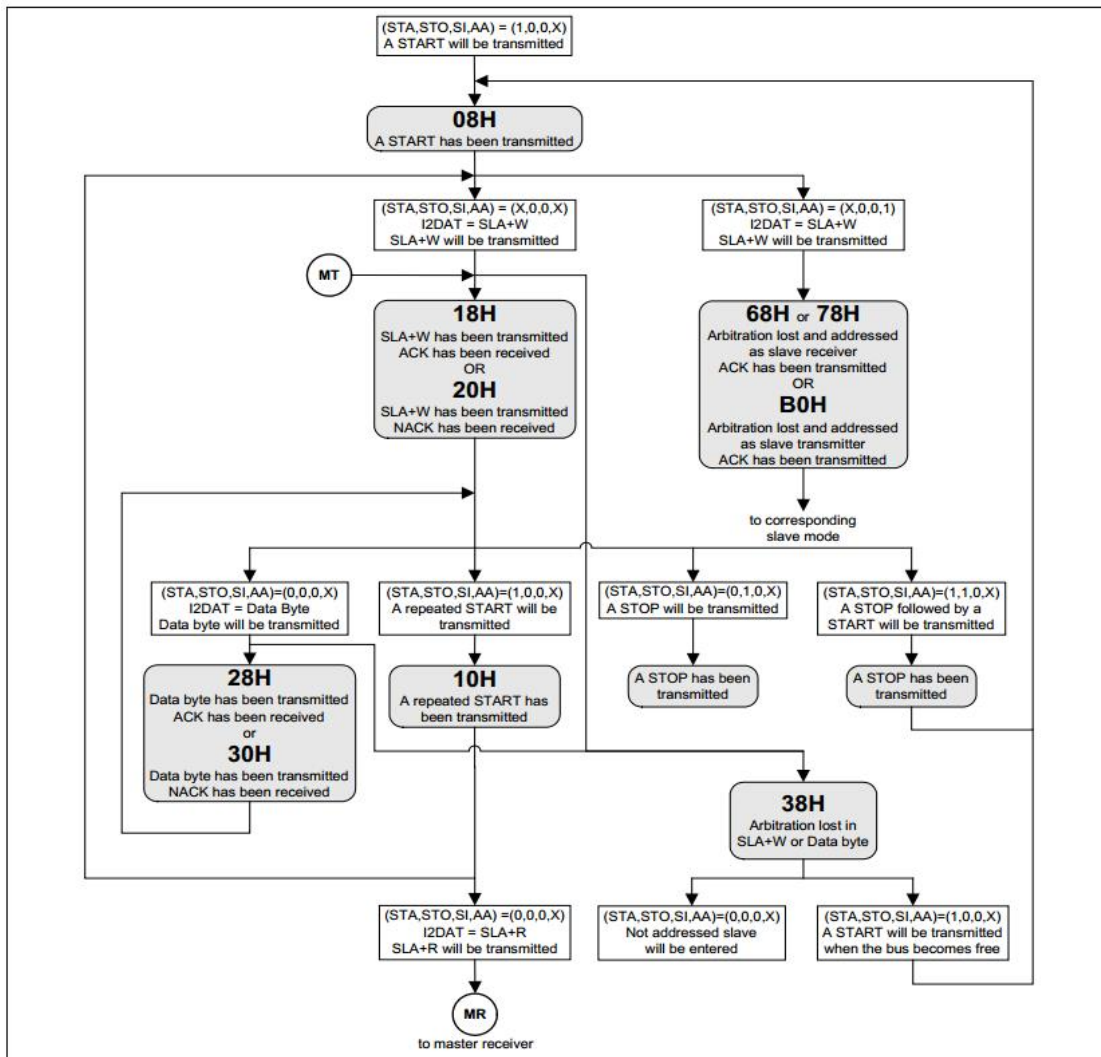 (STA,STO,SI,AA) = (1,0,0,X)
A START will be transmitted
08H
A START has been transmitted
(STA,STO,SI,AA) = (X,0,0,X)
I2DAT = SLA+W
SLA+W will be transmitted
(STA,STO,SI,AA) = (X,0,0,1)
I2DAT = SLA+W
SLA+W will be transmitted
MT
18H
SLA+W has been transmitted
ACK has been received
OR
20H
SLA+W has been transmitted
NACK has been received
68H or 78H
Arbitration lost and addressed
as slave receiver
ACK has been transmitted
OR
B0H
Arbitration lost and addressed
as slave transmitter
ACK has been transmitted
to corresponding
slave mode
(STA,STO,SI,AA)=(0,0,0,X)
I2DAT = Data Byte
Data byte will be transmitted
(STA,STO,SI,AA)=(1,0,0,X)
A repeated START will be
transmitted
(STA,STO,SI,AA)=(0,1,0,X)
A STOP will be transmitted
(STA,STO,SI,AA)=(1,1,0,X)
A STOP followed by a
START will be transmitted
28H
Data byte has been transmitted
ACK has been received
or
30H
Data byte has been transmitted
NACK has been received
10H
A repeated START has
been transmitted
A STOP has been
transmitted
A STOP has been
transmitted
38H
Arbitration lost in
SLA+W or Data byte
(STA,STO,SI,AA) =(0,0,0,X)
I2DAT = SLA+R
SLA+R will be transmitted
(STA,STO,SI,AA)=(0,0,0,X)
Not addressed slave
will be entered
(STA,STO,SI,AA)=(1,0,0,X)
A START will be transmitted
when the bus becomes free
MR
to master receiver